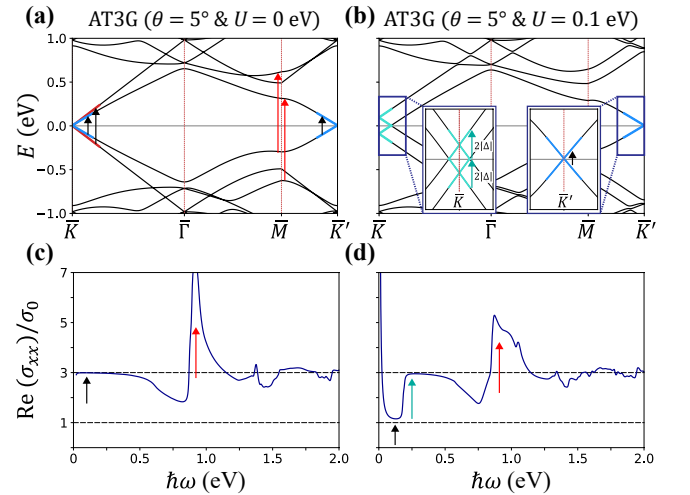 (a) AT3G (θ = 5° & U = 0 eV)
(b) AT3G (θ = 5° & U = 0.1 eV)
E (eV)
1.0
0.5
0.0
−0.5
−1.0
K̅ Γ̅ M̅ K̅′
2|Δ|
2|Δ|
K̅
K̅′
K̅ Γ̅ M̅ K̅′
(c)
(d)
Re (σxx)/σ0
7
5
3
1
0 0.5 1.0 1.5 2.0
ħω (eV)
0 0.5 1.0 1.5 2.0
ħω (eV)